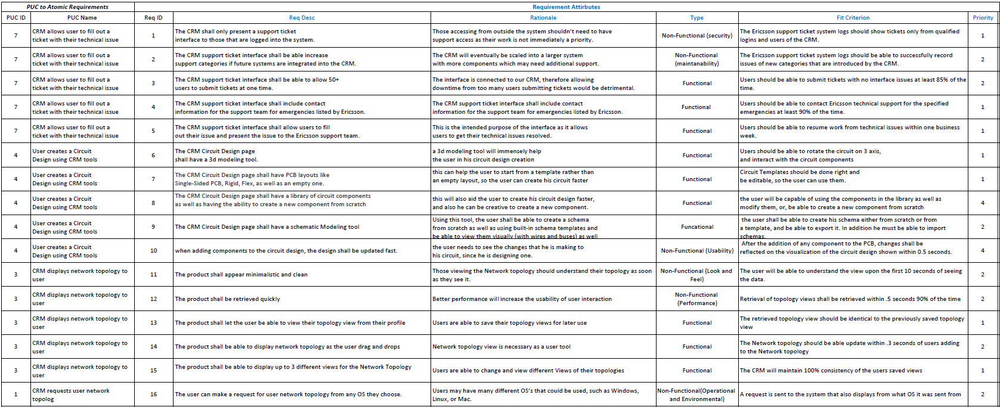 PUC to Atomic Requirements
Requirement Attirbutes
PUC ID PUC Name Req ID Req Desc Rationale Type Fit Criterion Priority
7
CRM allows user to fill out a
ticket with their technical issue
1
The CRM shall only present a support ticket
interface to those that are logged into the system.
Those accessing from outside the system shouldn't need to have
support access as their work is not immediately a priority.
Non-Functional (security)
The Ericsson support ticket system logs should show tickets only from qualified
logins and users of the CRM.
1
7
CRM allows user to fill out a
ticket with their technical issue
2
The CRM support ticket interface shall be able increase
support categories if future systems are integrated into the CRM.
The CRM will eventually be scaled into a larger system
with more components which may need additional support.
Non-Functional
(maintanability)
The Ericsson support ticket system logs should be able to successfully record
issues of new categories that are introduced by the CRM.
2
7
CRM allows user to fill out a
ticket with their technical issue
3
The CRM support ticket interface shall be able to allow 50+
users to submit tickets at one time.
The interface is connected to our CRM, therefore allowing
downtime from too many users submitting tickets would be detrimental.
Functional
Users should be able to submit tickets with no interface issues at least 85% of the
time.
2
7
CRM allows user to fill out a
ticket with their technical issue
4
The CRM support ticket interface shall include contact
information for the support team for emergencies listed by Ericsson.
The CRM support ticket interface shall include contact
information for the support team for emergencies listed by Ericsson.
Functional
Users should be able to contact Ericsson technical support for the specified
emergencies at least 90% of the time.
1
7
CRM allows user to fill out a
ticket with their technical issue
5
The CRM support ticket interface shall allow users to fill
out their issue and present the issue to the Ericsson support team.
This is the intended purpose of the interface as it allows
users to get their technical issues resolved.
Functional
Users should be able to resume work from technical issues within one business
week.
1
4
User creates a Circuit
Design using CRM tools
6
The CRM Circuit Design page
shall have a 3d modeling tool.
a 3d modeling tool will immensely help
the user in his circuit design creation
Functional
Users should be able to rotate the circuit on 3 axis,
and interact with the circuit components
1
4
User creates a Circuit
Design using CRM tools
7
The CRM Circuit Design page shall have PCB layouts like
Single-Sided PCB, Rigid, Flex, as well as an empty one.
this can help the user to start from a template rather than
an empty layout, so the user can create his circuit faster
Functional
Circuit Templates should be done right and
be editable, so the user can use them.
1
4
User creates a Circuit
Design using CRM tools
8
The CRM Circuit Design page shall have a library of circuit components
as well as having the ability to create a new component from scratch
this will also aid the user to create his circuit design faster,
and also he can be creative to create a new component.
Functional
the user will be capable of using the components in the library as well as
modify them, or, be able to create a new component from scratch
4
4
User creates a Circuit
Design using CRM tools
9
The CRM Circuit Design page shall have a schematic Modeling tool
Using this tool, the user shall be able to create a schema
from scratch as well as using built-in schema templates and
be able to view them visually (with wires and buses) as well
Funcational
the user shall be able to create his schema either from scratch or from
a template, and be able to export it. In addition he must be able to import
schemas.
2
4
User creates a Circuit
Design using CRM tools
10
when adding components to the circuit design, the design shall be updated fast.
the user needs to see the changes that he is making to
his circuit, since he is designing one.
Non-Functional (Usability)
After the addition of any component to the PCB, changes shall be
reflected on the visualization of the circuit design shown within 0.5 seconds.
4
3
CRM displays network topology to
user
11
The product shall appear minimalistic and clean
Those viewing the Network topology should understand their topology as soon
as they see it.
Non-Functional (Look and
Feel)
The user will be able to understand the view upon the first 10 seconds of seeing
the data.
2
3
CRM displays network topology to
user
12
The product shall be retrieved quickly
Better performance will increase the usability of user interaction
Non-Functional
(Performance)
Retrieval of topology views shall be retrieved within .5 seconds 90% of the time
2
3
CRM displays network topology to
user
13
The product shall let the user be able to view their topology view from their profile
Users are able to save their topology views for later use
Functional
The retrieved topology view should be identical to the previously saved topology
view
1
3
CRM displays network topology to
user
14
The product shall be able to display network topology as the user drag and drops
Network topology view is necessary as a user tool
Functional
The Network topology should be able update within .3 seconds of users adding
to the Network topology
2
3
CRM displays network topology to
user
15
The product shall be able to display up to 3 different views for the Network Topology
Users are able to change and view different Views of their topologies
Functional
The CRM will maintain 100% consistency of the users saved views
1
1
CRM requests user network
topolog
16
The user can make a request for user network topology from any OS they choose.
Users may have many different OS's that could be used, such as Windows,
Linux, or Mac.
Non-Functional(Operational
and Environmental)
A request is sent to the system that also displays from what OS it was sent from
2